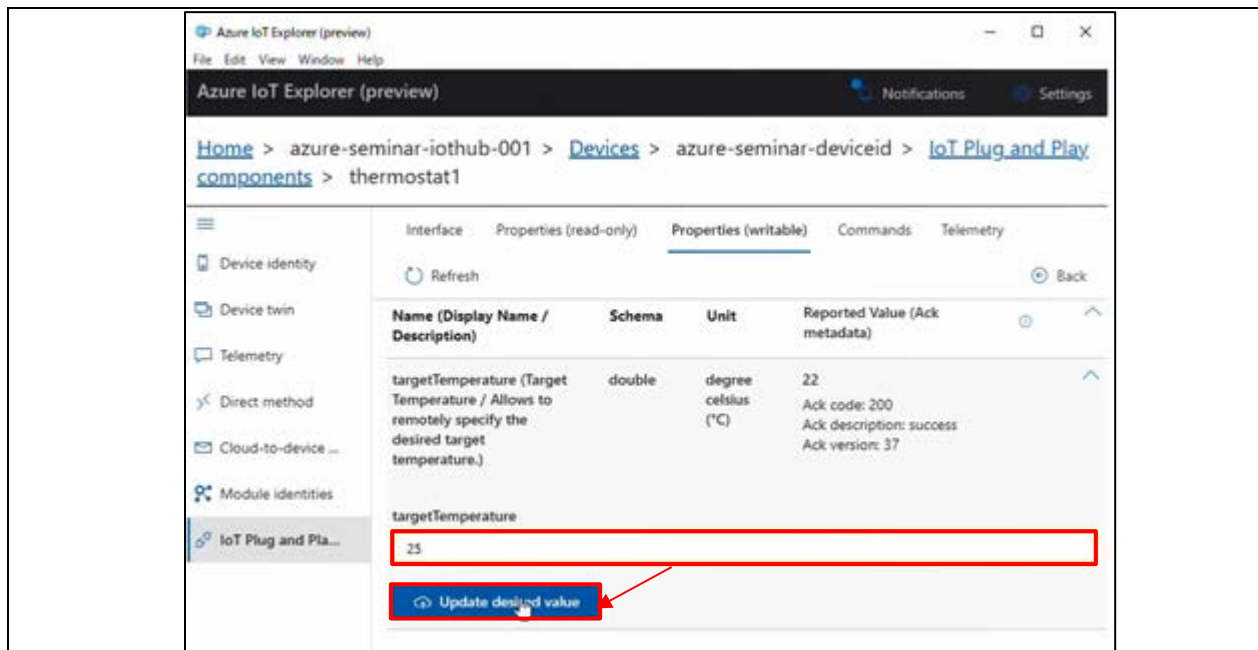 Azure IoT Explorer (preview)
File Edit View Window Help
Azure IoT Explorer (preview)
Notifications
Settings
Home > azure-seminar-iothub-001 > Devices > azure-seminar-deviceid > IoT Plug and Play
components > thermostat1
Interface Properties (read-only) Properties (writable) Commands Telemetry
Device identity
Refresh
Back
Device twin
Telemetry
Direct method
Cloud-to-device ...
Module identities
IoT Plug and Pla...
Name (Display Name /
Description)
Schema
Unit
Reported Value (Ack
metadata)
targetTemperature (Target
Temperature / Allows to
remotely specify the
desired target
temperature.)
double
degree
celsius
(°C)
22
Ack code: 200
Ack description: success
Ack version: 37
targetTemperature
25
Update desired value